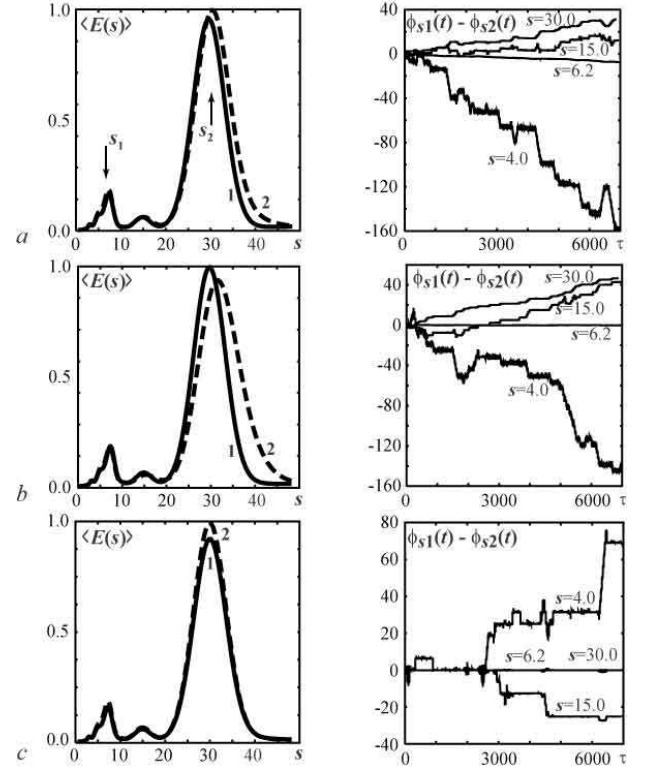 ⟨E(s)⟩
1.0
0.5
0.0
s₁
s₂
1
2
0 10 20 30 40 s
a
ϕs1(t) - ϕs2(t)
40
0
-40
-80
-120
-160
s=30.0
s=15.0
s=6.2
s=4.0
0 3000 6000 τ
⟨E(s)⟩
1.0
0.5
0.0
1
2
0 10 20 30 40 s
b
ϕs1(t) - ϕs2(t)
40
0
-40
-80
-120
-160
s=30.0
s=15.0
s=6.2
s=4.0
0 3000 6000 τ
⟨E(s)⟩
1.0
0.5
0.0
2
1
0 10 20 30 40 s
c
ϕs1(t) - ϕs2(t)
80
60
40
20
0
-20
-40
s=4.0
s=6.2
s=30.0
s=15.0
0 3000 6000 τ